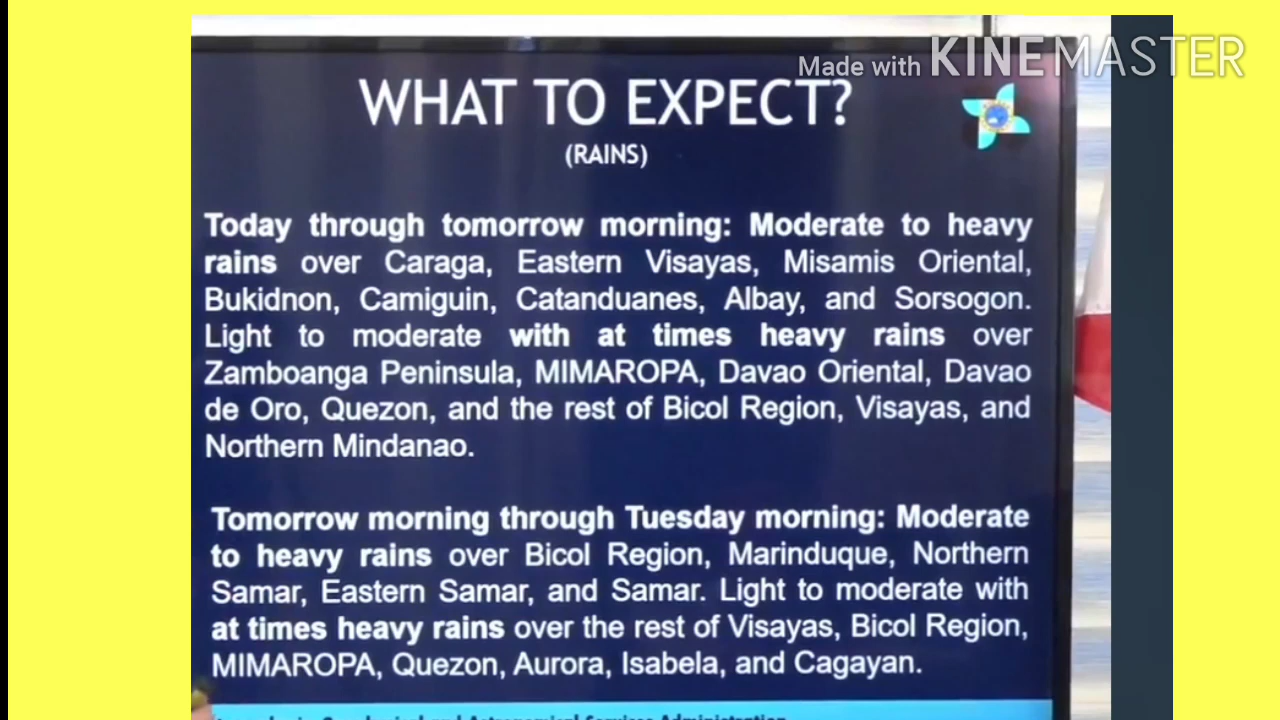 Made with KINEMASTER
WHAT TO EXPECT?
(RAINS)
Today through tomorrow morning: Moderate to heavy
rains over Caraga, Eastern Visayas, Misamis Oriental,
Bukidnon, Camiguin, Catanduanes, Albay, and Sorsogon.
Light to moderate with at times heavy rains over
Zamboanga Peninsula, MIMAROPA, Davao Oriental, Davao
de Oro, Quezon, and the rest of Bicol Region, Visayas, and
Northern Mindanao.
Tomorrow morning through Tuesday morning: Moderate
to heavy rains over Bicol Region, Marinduque, Northern
Samar, Eastern Samar, and Samar. Light to moderate with
at times heavy rains over the rest of Visayas, Bicol Region,
MIMAROPA, Quezon, Aurora, Isabela, and Cagayan.
and Astronomical Services Administration